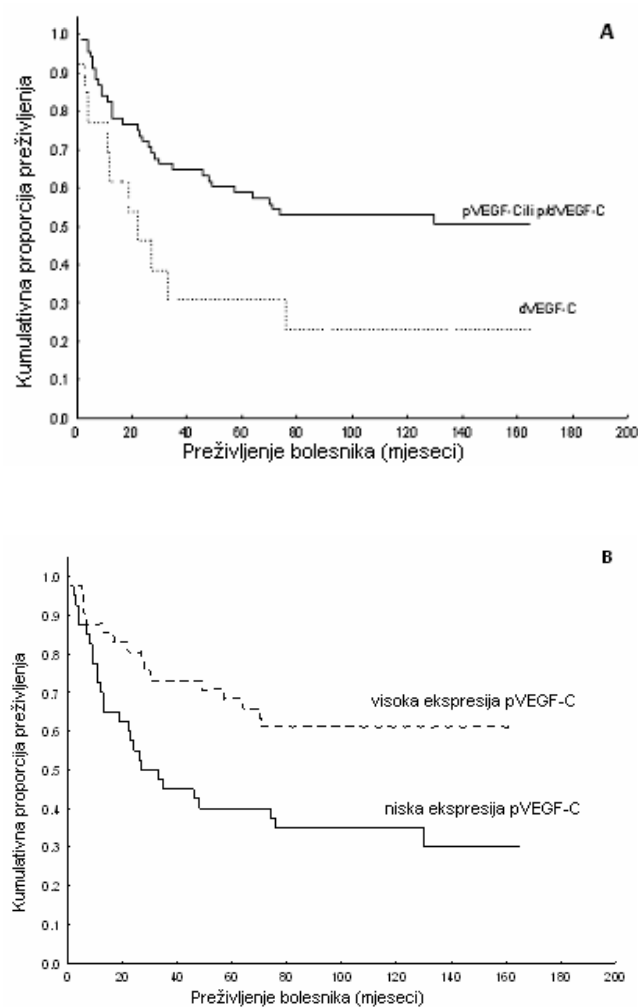 A
Kumulativna proporcija preživljenja
1.0
0.9
0.8
0.7
0.6
0.5
0.4
0.3
0.2
0.1
0.0
pVEGF-C ili p/dVEGF-C
dVEGF-C
0 20 40 60 80 100 120 140 160 180 200
Preživljenje bolesnika (mjeseci)
B
Kumulativna proporcija preživljenja
1.0
0.9
0.8
0.7
0.6
0.5
0.4
0.3
0.2
0.1
0.0
visoka ekspresija pVEGF-C
niska ekspresija pVEGF-C
0 20 40 60 80 100 120 140 160 180 200
Preživljenje bolesnika (mjeseci)